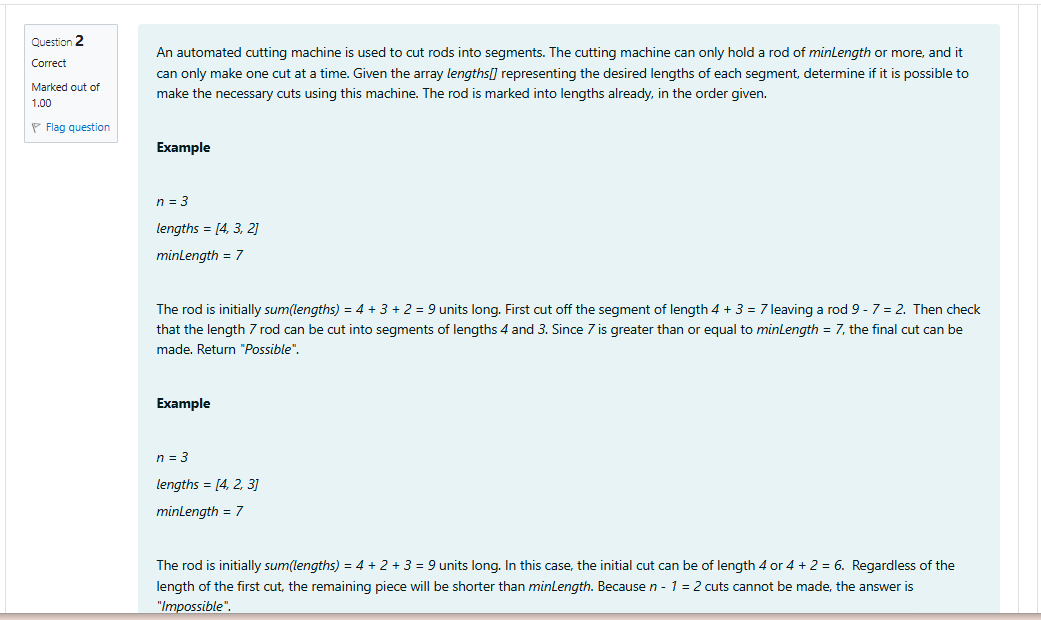 Question 2
Correct
Marked out of
1.00
Flag question
An automated cutting machine is used to cut rods into segments. The cutting machine can only hold a rod of minLength or more, and it
can only make one cut at a time. Given the array lengths[] representing the desired lengths of each segment, determine if it is possible to
make the necessary cuts using this machine. The rod is marked into lengths already, in the order given.
Example
n = 3
lengths = [4, 3, 2]
minLength = 7
The rod is initially sum(lengths) = 4 + 3 + 2 = 9 units long. First cut off the segment of length 4 + 3 = 7 leaving a rod 9 - 7 = 2. Then check
that the length 7 rod can be cut into segments of lengths 4 and 3. Since 7 is greater than or equal to minLength = 7, the final cut can be
made. Return "Possible".
Example
n = 3
lengths = [4, 2, 3]
minLength = 7
The rod is initially sum(lengths) = 4 + 2 + 3 = 9 units long. In this case, the initial cut can be of length 4 or 4 + 2 = 6. Regardless of the
length of the first cut, the remaining piece will be shorter than minLength. Because n - 1 = 2 cuts cannot be made, the answer is
"Impossible".